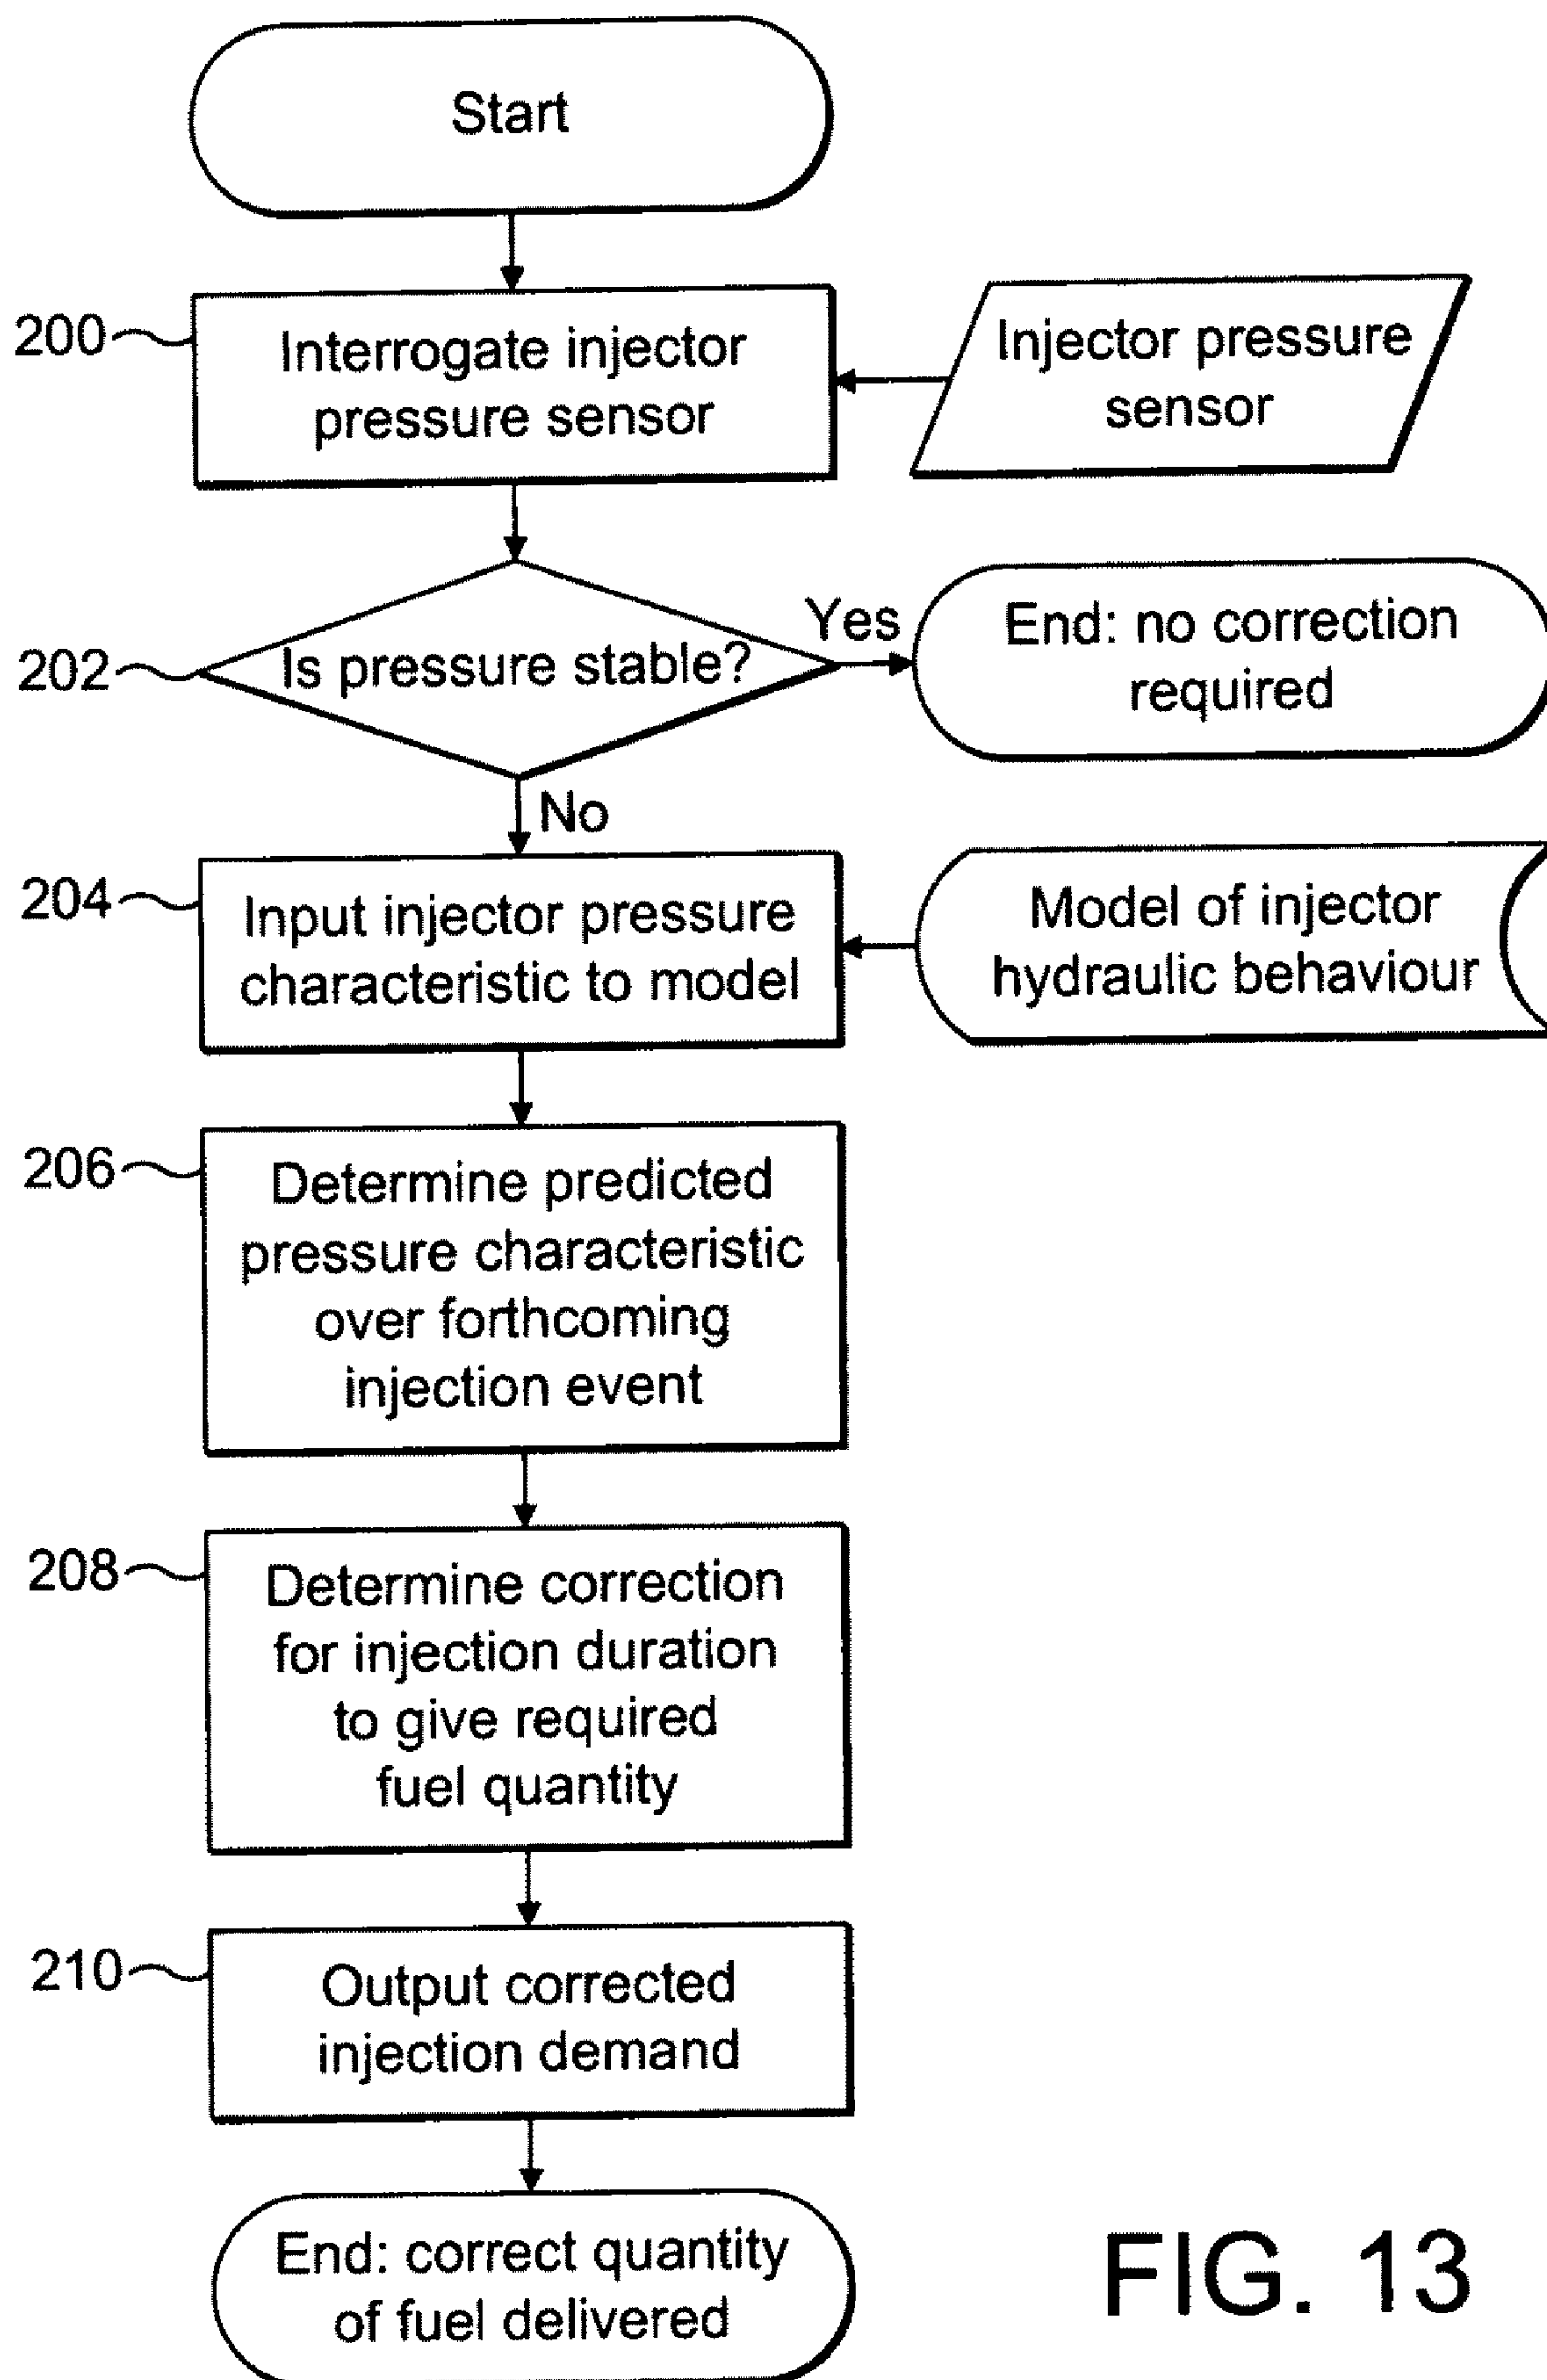 Start
200
Interrogate injector
pressure sensor
Injector pressure
sensor
202
Is pressure stable?
Yes
End: no correction
required
No
204
Input injector pressure
characteristic to model
Model of injector
hydraulic behaviour
206
Determine predicted
pressure characteristic
over forthcoming
injection event
208
Determine correction
for injection duration
to give required
fuel quantity
210
Output corrected
injection demand
End: correct quantity
of fuel delivered
FIG. 13